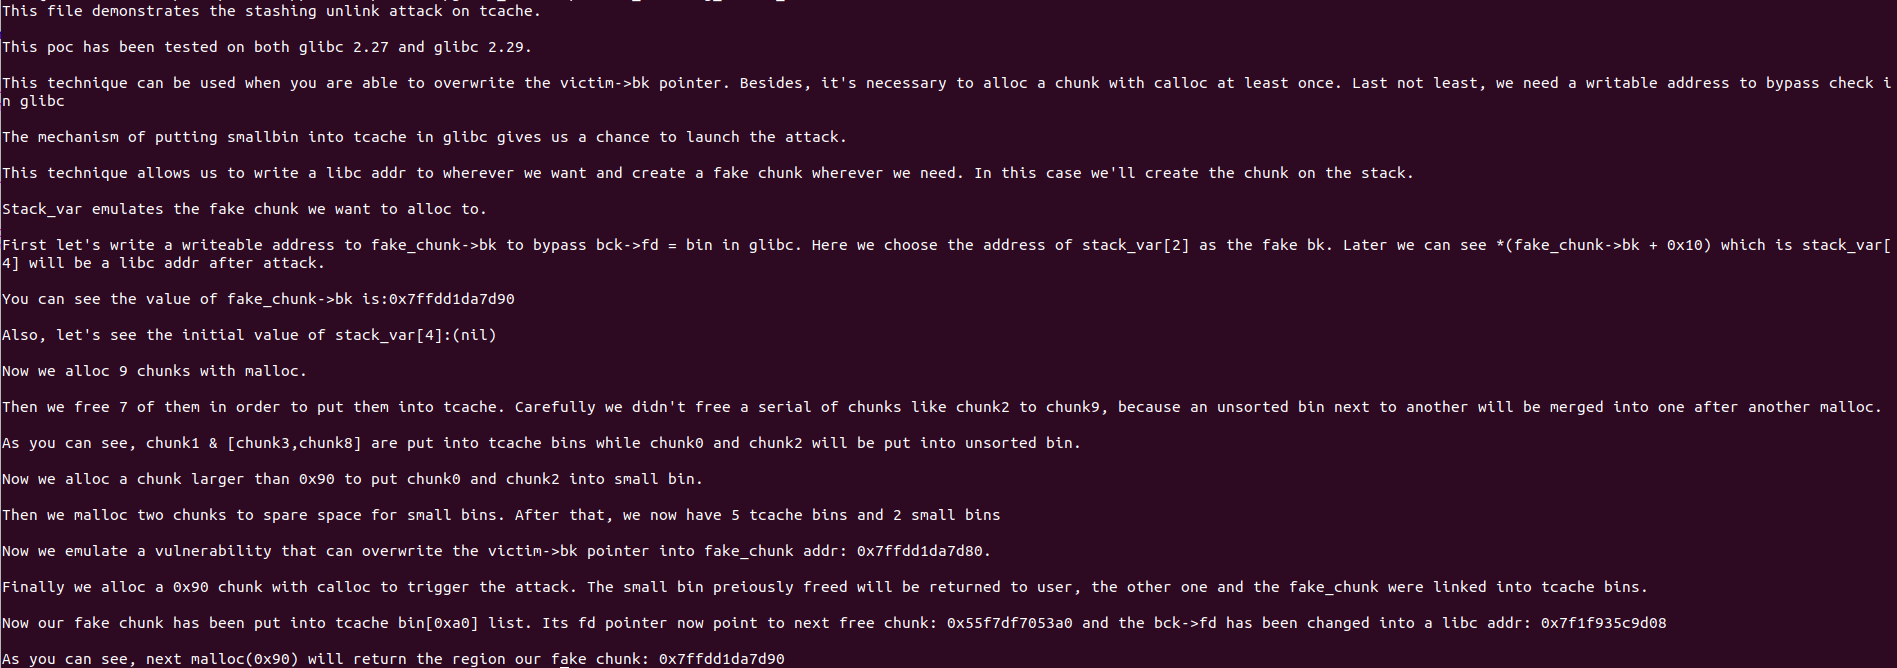 This file demonstrates the stashing unlink attack on tcache.
This poc has been tested on both glibc 2.27 and glibc 2.29.
This technique can be used when you are able to overwrite the victim->bk pointer. Besides, it's necessary to alloc a chunk with calloc at least once. Last not least, we need a writable address to bypass check i
n glibc
The mechanism of putting smallbin into tcache in glibc gives us a chance to launch the attack.
This technique allows us to write a libc addr to wherever we want and create a fake chunk wherever we need. In this case we'll create the chunk on the stack.
Stack_var emulates the fake chunk we want to alloc to.
First let's write a writeable address to fake_chunk->bk to bypass bck->fd = bin in glibc. Here we choose the address of stack_var[2] as the fake bk. Later we can see *(fake_chunk->bk + 0x10) which is stack_var[
4] will be a libc addr after attack.
You can see the value of fake_chunk->bk is:0x7ffdd1da7d90
Also, let's see the initial value of stack_var[4]:(nil)
Now we alloc 9 chunks with malloc.
Then we free 7 of them in order to put them into tcache. Carefully we didn't free a serial of chunks like chunk2 to chunk9, because an unsorted bin next to another will be merged into one after another malloc.
As you can see, chunk1 & [chunk3,chunk8] are put into tcache bins while chunk0 and chunk2 will be put into unsorted bin.
Now we alloc a chunk larger than 0x90 to put chunk0 and chunk2 into small bin.
Then we malloc two chunks to spare space for small bins. After that, we now have 5 tcache bins and 2 small bins
Now we emulate a vulnerability that can overwrite the victim->bk pointer into fake_chunk addr: 0x7ffdd1da7d80.
Finally we alloc a 0x90 chunk with calloc to trigger the attack. The small bin preiously freed will be returned to user, the other one and the fake_chunk were linked into tcache bins.
Now our fake chunk has been put into tcache bin[0xa0] list. Its fd pointer now point to next free chunk: 0x55f7df7053a0 and the bck->fd has been changed into a libc addr: 0x7f1f935c9d08
As you can see, next malloc(0x90) will return the region our fake chunk: 0x7ffdd1da7d90